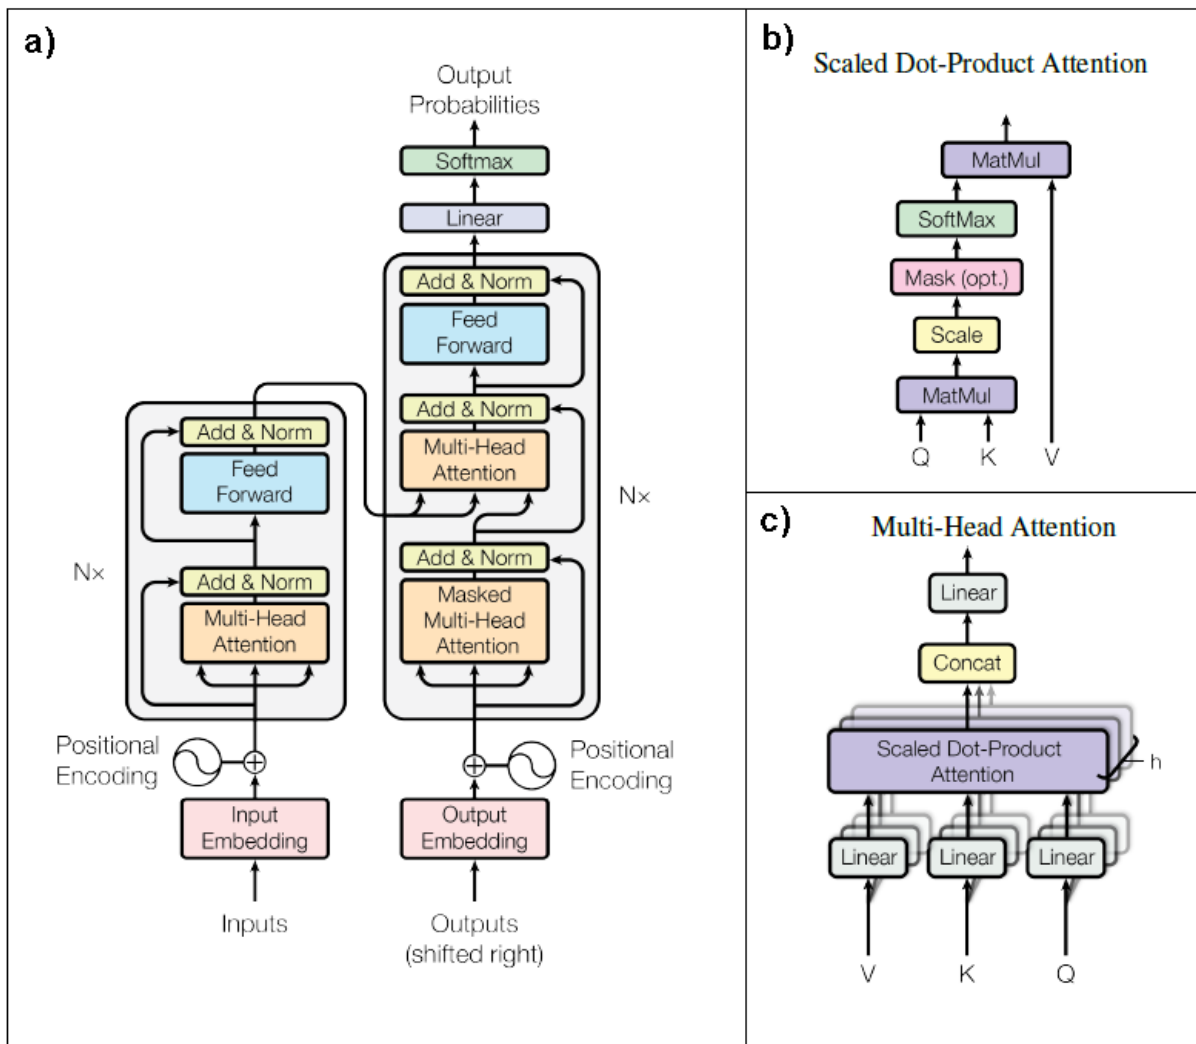 a)
Output
Probabilities
Softmax
Linear
Add & Norm
Feed
Forward
Add & Norm
Multi-Head
Attention
Add & Norm
Masked
Multi-Head
Attention
N×
Add & Norm
Feed
Forward
Add & Norm
Multi-Head
Attention
N×
Positional
Encoding
Positional
Encoding
Input
Embedding
Output
Embedding
Inputs
Outputs
(shifted right)
b)
Scaled Dot-Product Attention
MatMul
SoftMax
Mask (opt.)
Scale
MatMul
Q K V
c)
Multi-Head Attention
Linear
Concat
Scaled Dot-Product
Attention
h
Linear Linear Linear
V K Q